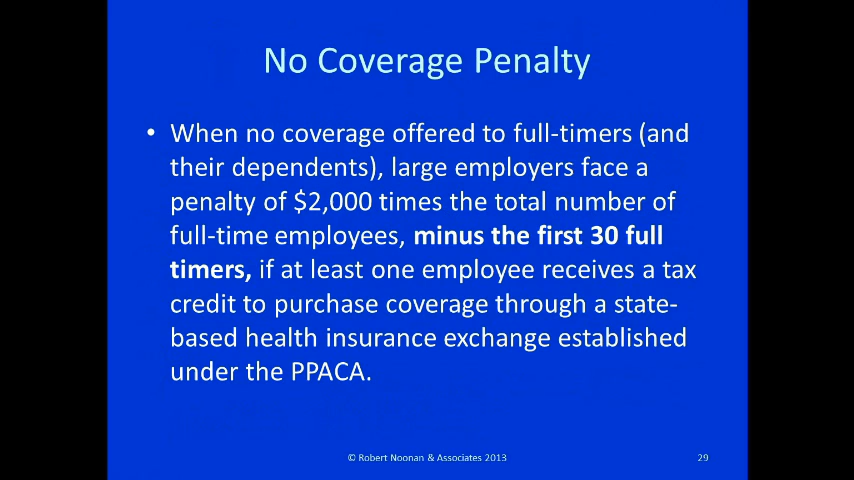 No Coverage Penalty
• When no coverage offered to full-timers (and
their dependents), large employers face a
penalty of $2,000 times the total number of
full-time employees, minus the first 30 full
timers, if at least one employee receives a tax
credit to purchase coverage through a state-
based health insurance exchange established
under the PPACA.
© Robert Noonan & Associates 2013
29